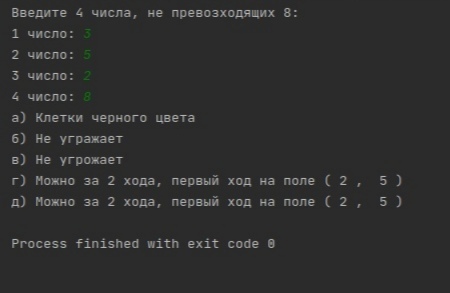 Введите 4 числа, не превозходящих 8:
1 число: 3
2 число: 5
3 число: 2
4 число: 8
а) Клетки черного цвета
б) Не угражает
в) Не угрожает
г) Можно за 2 хода, первый ход на поле ( 2 ,  5 )
д) Можно за 2 хода, первый ход на поле ( 2 ,  5 )
Process finished with exit code 0